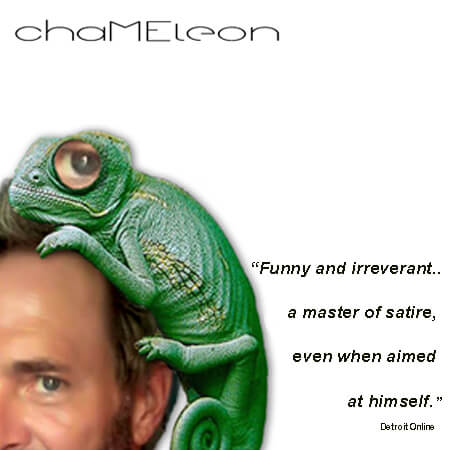 chaMEleon
“Funny and irreverant..
a master of satire,
even when aimed
at himself.”
Detroit Online